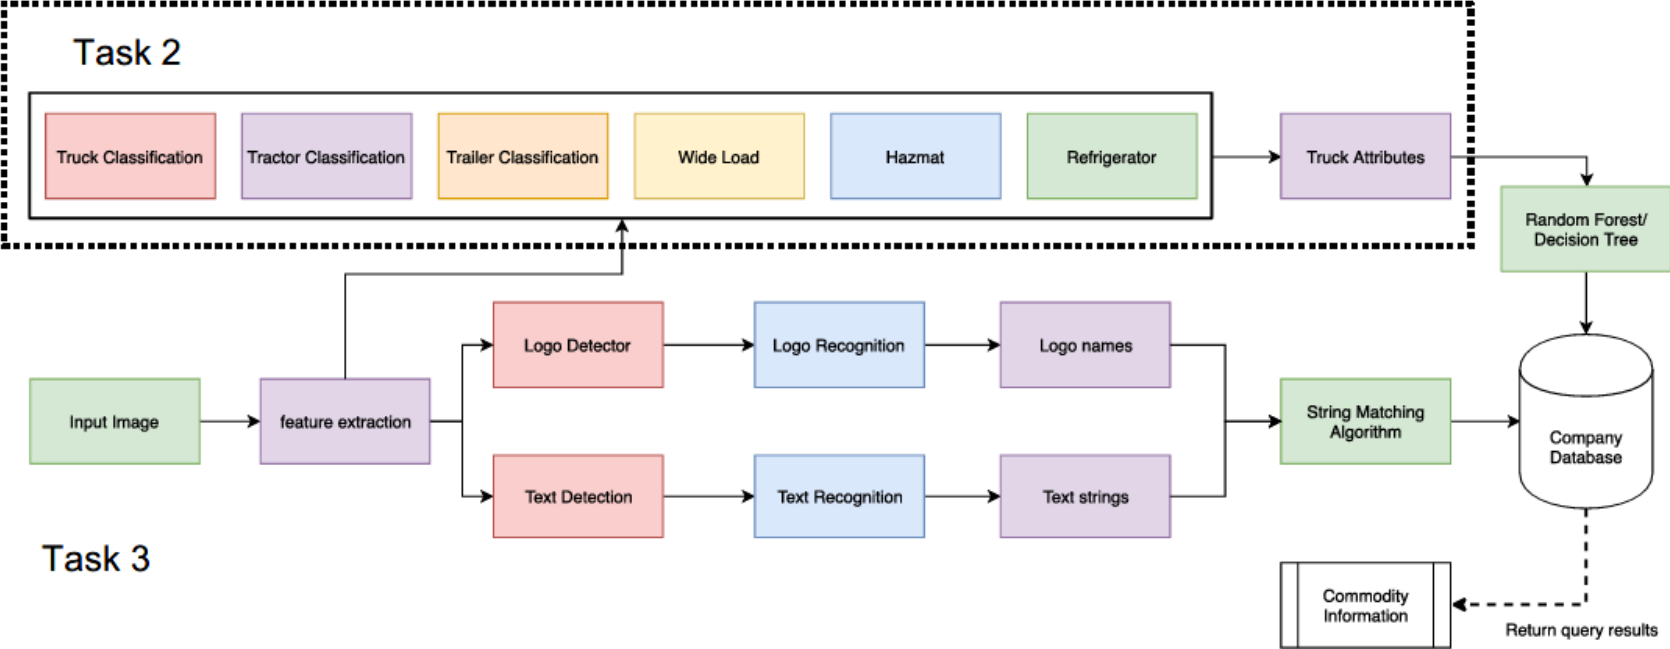 Task 2
Truck Classification
Tractor Classification
Trailer Classification
Wide Load
Hazmat
Refrigerator
Truck Attributes
Random Forest/
Decision Tree
Logo Detector
Logo Recognition
Logo names
Input Image
feature extraction
String Matching
Algorithm
Company
Database
Text Detection
Text Recognition
Text strings
Task 3
Commodity
Information
Return query results